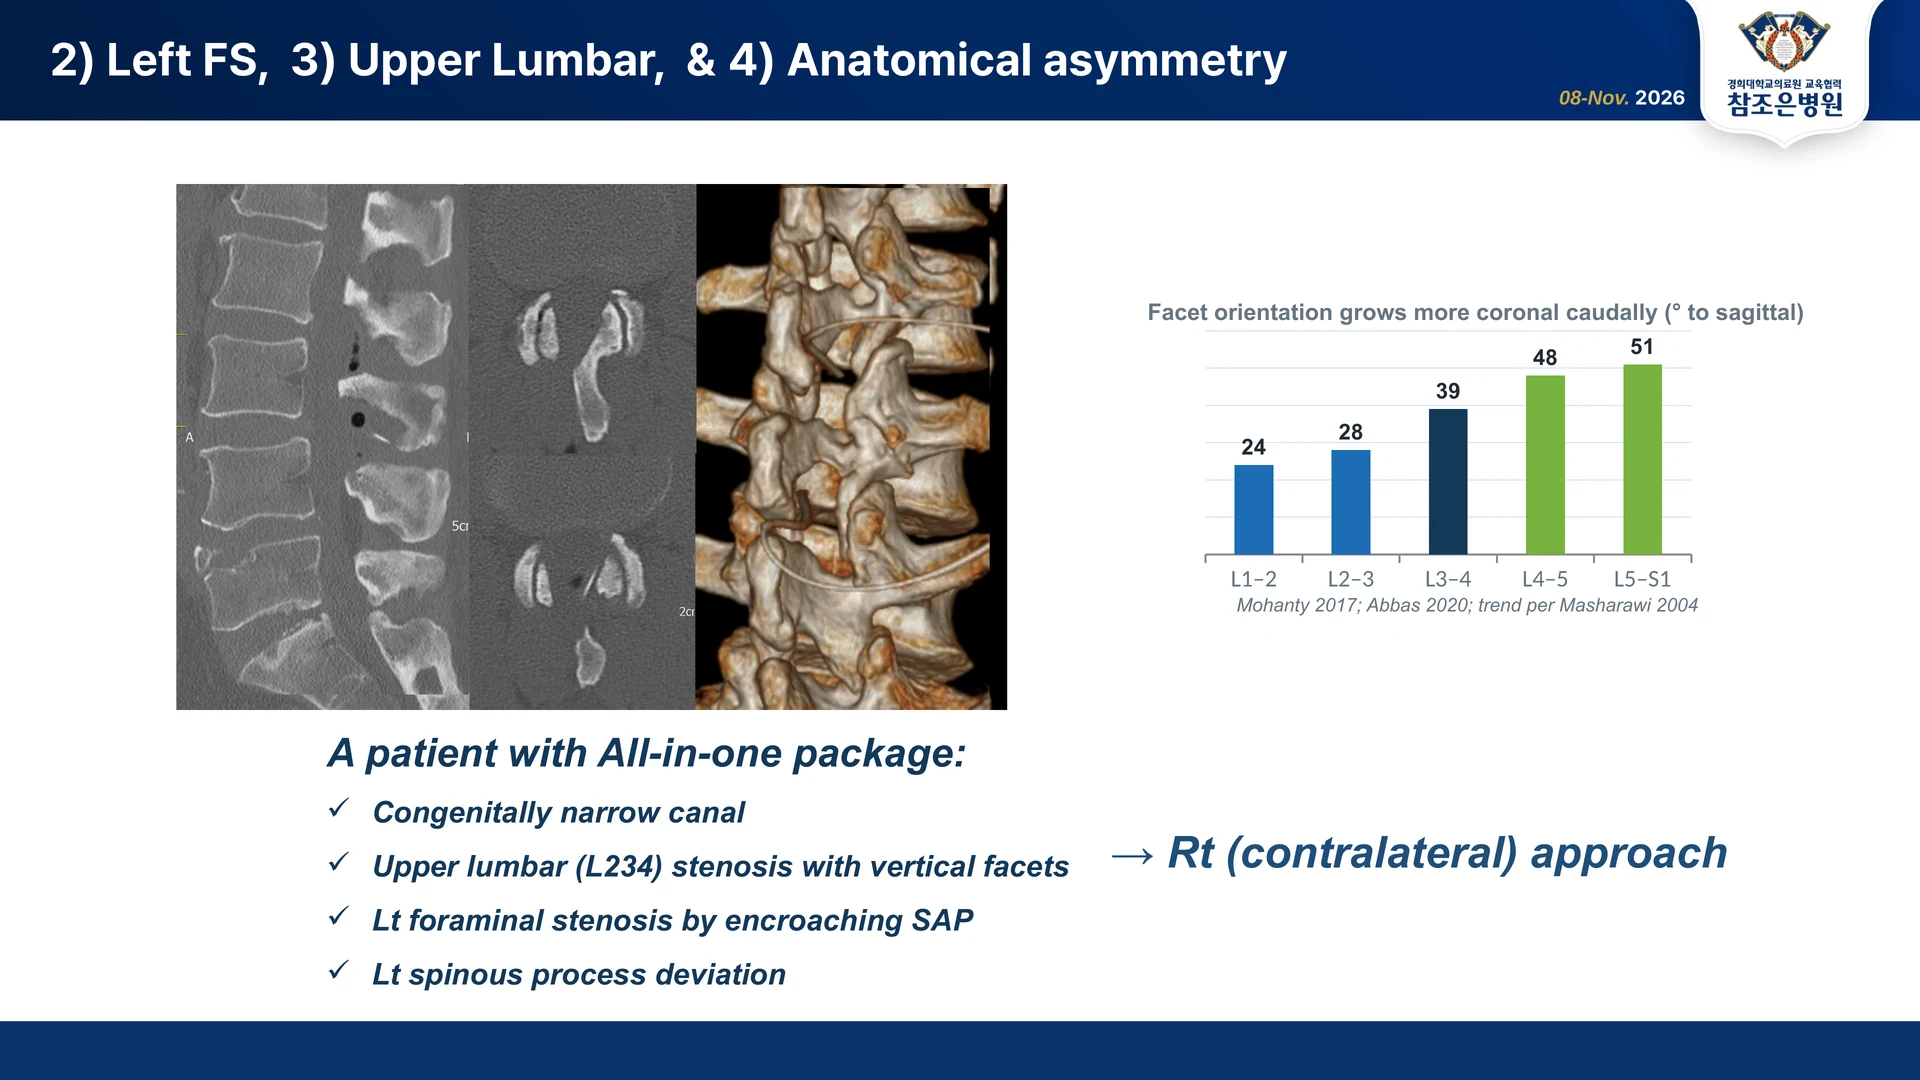 2) Left FS, 3) Upper Lumbar, & 4) Anatomical asymmetry
08-Nov. 2026
경희대학교의료원 교육협력
참조은병원
A
5cr
2cr
Facet orientation grows more coronal caudally (° to sagittal)
24 28 39 48 51
L1–2 L2–3 L3–4 L4–5 L5–S1
Mohanty 2017; Abbas 2020; trend per Masharawi 2004
A patient with All-in-one package:
✓ Congenitally narrow canal
✓ Upper lumbar (L234) stenosis with vertical facets
✓ Lt foraminal stenosis by encroaching SAP
✓ Lt spinous process deviation
→ Rt (contralateral) approach